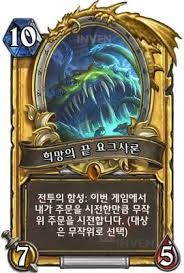 10
INVEN
희망의 끝 요그사론
전투의 함성: 이번 게임에서
내가 주문을 시전한만큼 무작
위 주문을 시전합니다. (대상
은 무작위로 선택)
7
5